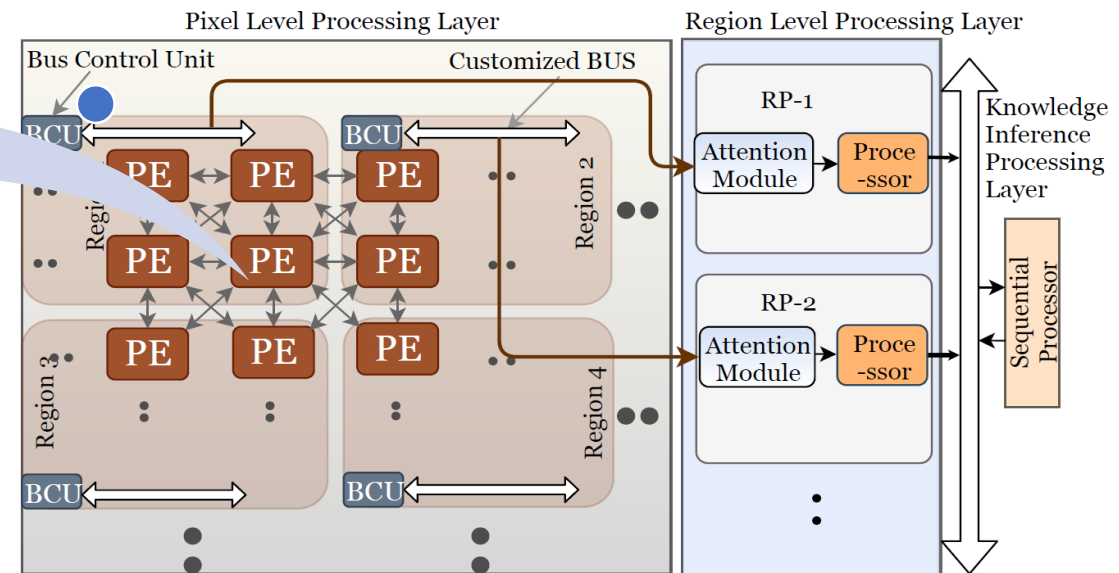 Pixel Level Processing Layer
Region Level Processing Layer
Bus Control Unit
Customized BUS
BCU
BCU
PE
PE
PE
PE
PE
PE
PE
PE
PE
Region
Region 2
Region 3
Region 4
BCU
BCU
RP-1
Attention
Module
Proce
-ssor
RP-2
Attention
Module
Proce
-ssor
Knowledge
Inference
Processing
Layer
Sequential
Processor